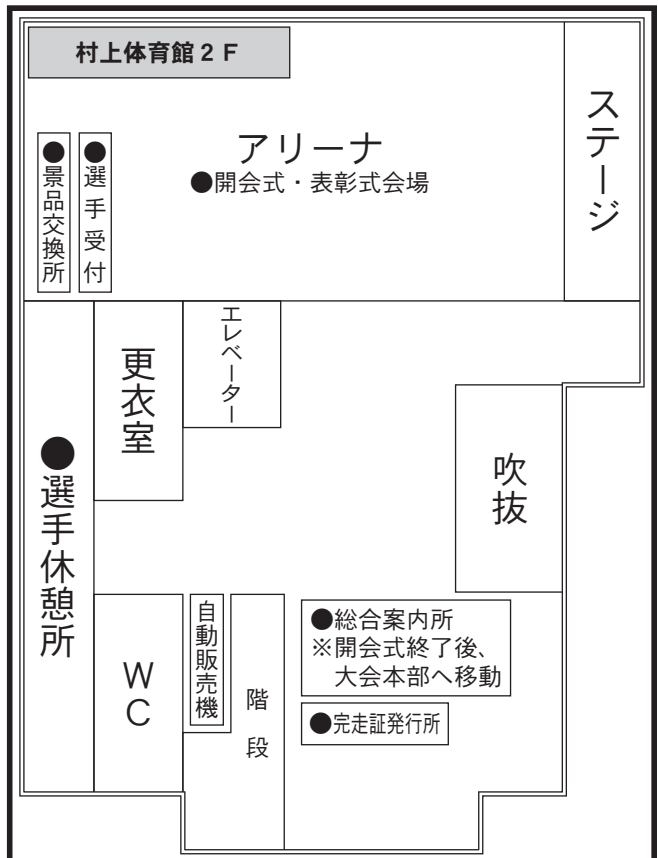 村上体育館２Ｆ
アリーナ
●開会式・表彰式会場
ステージ
●景品交換所
●選手受付
エレベーター
更衣室
●選手休憩所
吹抜
ＷＣ
自動販売機
階段
●総合案内所
※開会式終了後、
大会本部へ移動
●完走証発行所